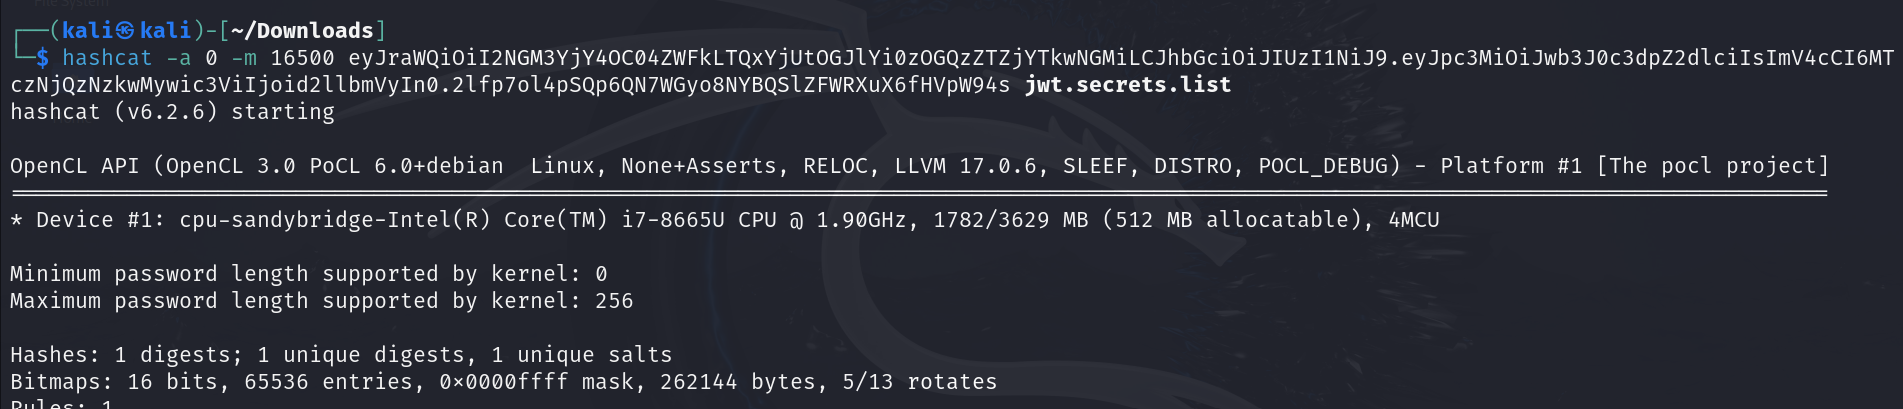 File System
┌──(kali㉿kali)-[~/Downloads]
└─$ hashcat -a 0 -m 16500 eyJraWQiOiI2NGM3YjY4OC04ZWFkLTQxYjUtOGJlYi0zOGQzZTZjYTkwNGMiLCJhbGciOiJIUzI1NiJ9.eyJpc3MiOiJwb3J0c3dpZ2dlciIsImV4cCI6MT
czNjQzNzkwMywic3ViIjoid2llbmVyIn0.2lfp7ol4pSQp6QN7WGyo8NYBQSlZFWRXuX6fHVpW94s jwt.secrets.list
hashcat (v6.2.6) starting
OpenCL API (OpenCL 3.0 PoCL 6.0+debian  Linux, None+Asserts, RELOC, LLVM 17.0.6, SLEEF, DISTRO, POCL_DEBUG) - Platform #1 [The pocl project]
* Device #1: cpu-sandybridge-Intel(R) Core(TM) i7-8665U CPU @ 1.90GHz, 1782/3629 MB (512 MB allocatable), 4MCU
Minimum password length supported by kernel: 0
Maximum password length supported by kernel: 256
Hashes: 1 digests; 1 unique digests, 1 unique salts
Bitmaps: 16 bits, 65536 entries, 0x0000ffff mask, 262144 bytes, 5/13 rotates
Rules: 1